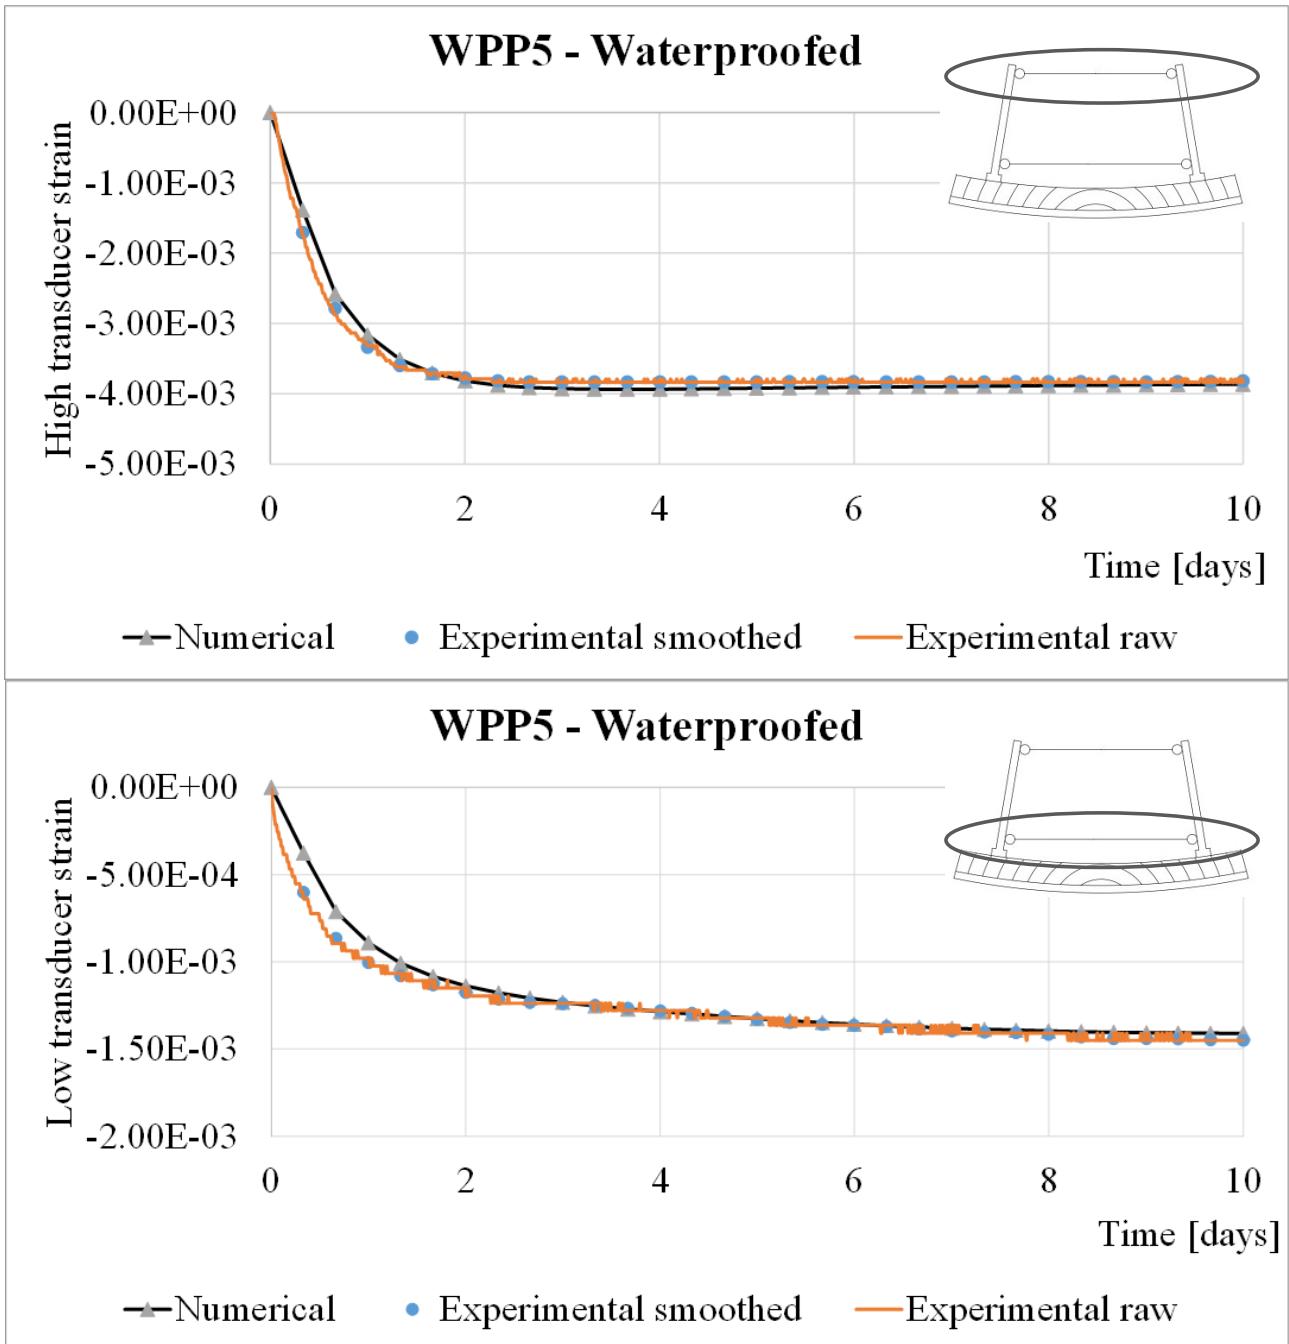 WPP5 - Waterproofed
High transducer strain
0.00E+00
-1.00E-03
-2.00E-03
-3.00E-03
-4.00E-03
-5.00E-03
0 2 4 6 8 10
Time [days]
Numerical Experimental smoothed Experimental raw
WPP5 - Waterproofed
Low transducer strain
0.00E+00
-5.00E-04
-1.00E-03
-1.50E-03
-2.00E-03
0 2 4 6 8 10
Time [days]
Numerical Experimental smoothed Experimental raw